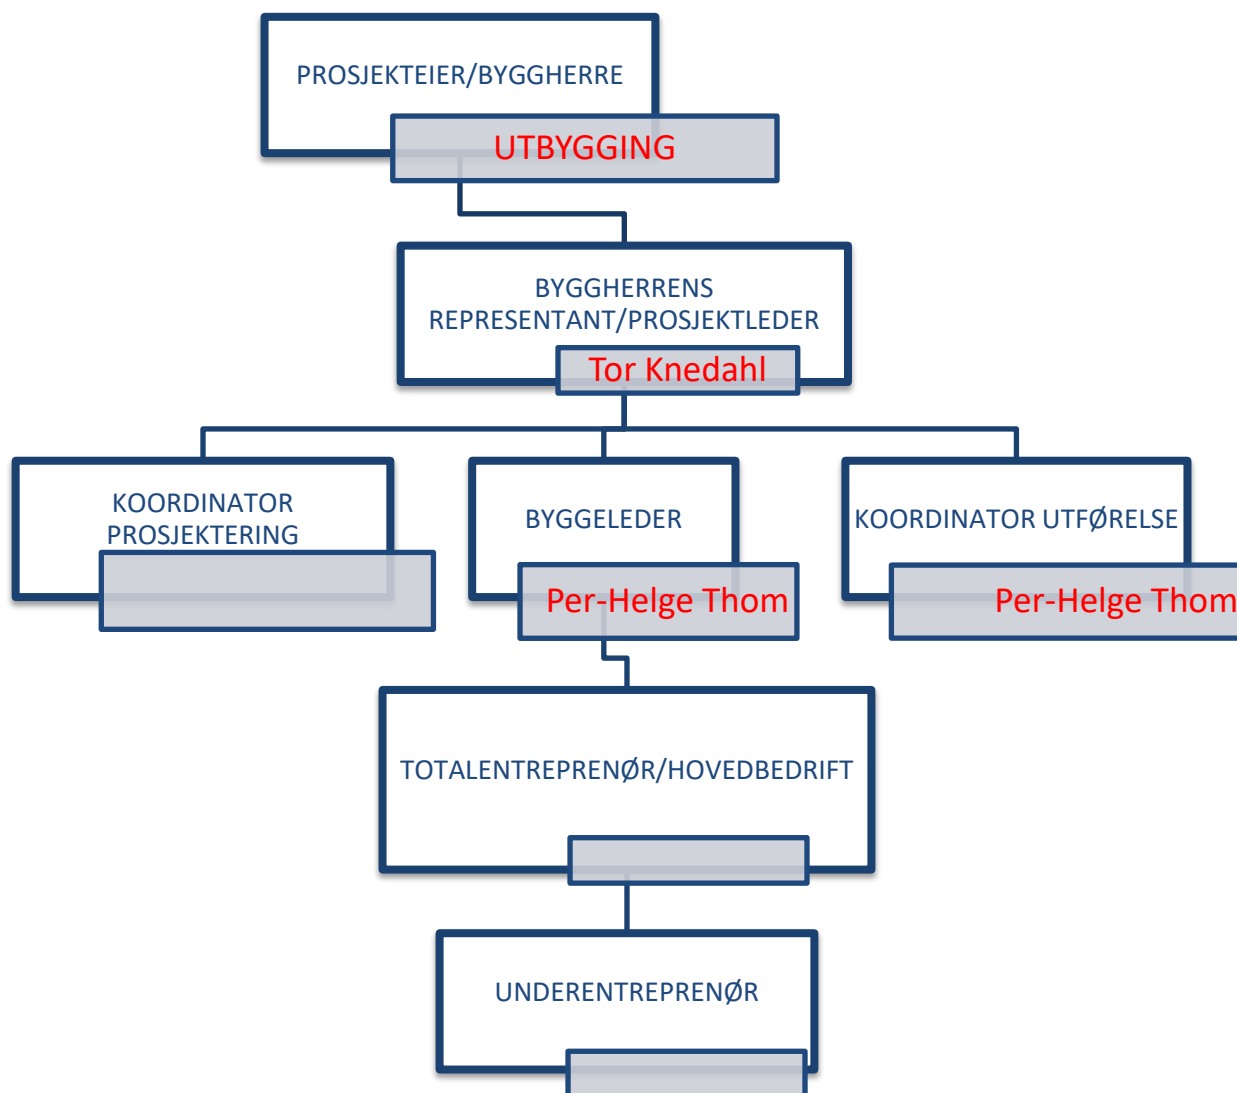 PROSJEKTEIER/BYGGHERRE
UTBYGGING
BYGGHERRENS
REPRESENTANT/PROSJEKTLEDER
Tor Knedahl
KOORDINATOR
PROSJEKTERING
BYGGELEDER
Per-Helge Thom
KOORDINATOR UTFØRELSE
Per-Helge Thom
TOTALENTREPRENØR/HOVEDBEDRIFT
UNDERENTREPRENØR